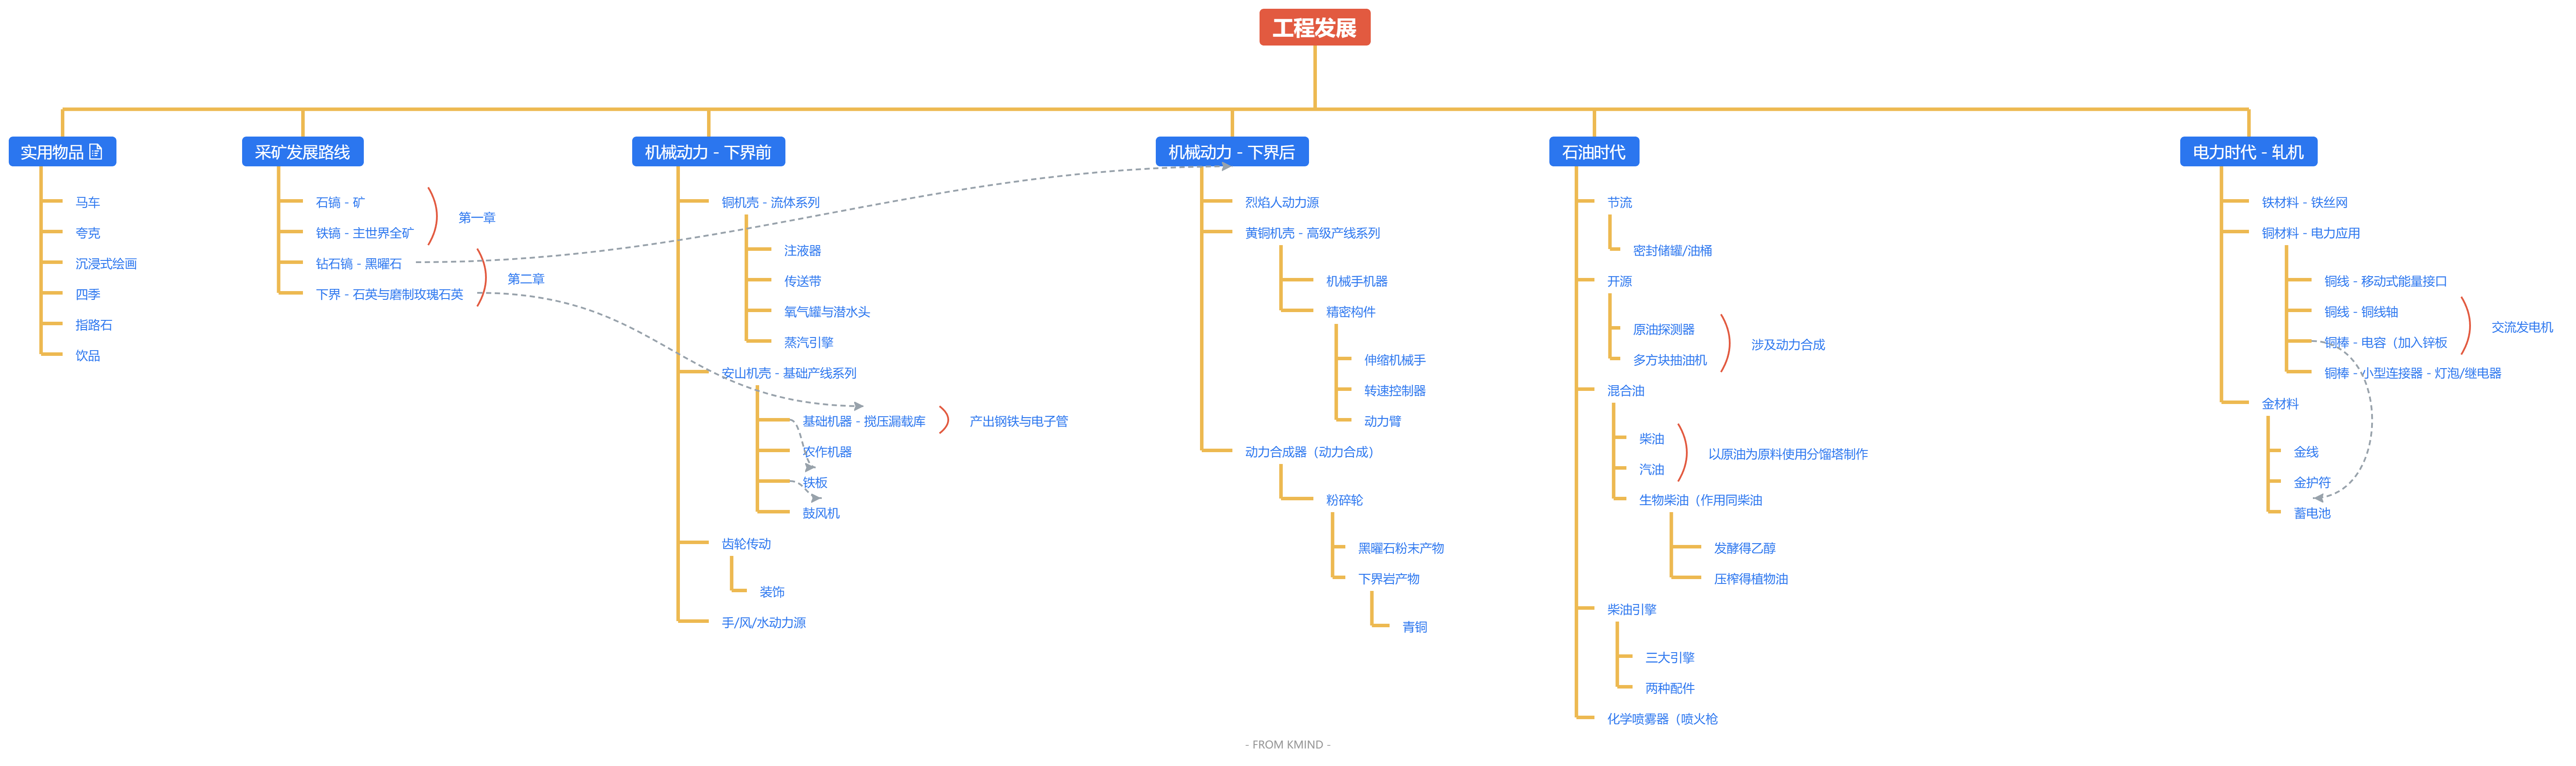 工程发展
实用物品
马车
夸克
沉浸式绘画
四季
指路石
饮品
采矿发展路线
石镐 - 矿
铁镐 - 主世界全矿
第一章
钻石镐 - 黑曜石
下界 - 石英与磨制玫瑰石英
第二章
机械动力 - 下界前
铜机壳 - 流体系列
注液器
传送带
氧气罐与潜水头
蒸汽引擎
安山机壳 - 基础产线系列
基础机器 - 搅压漏载库
产出钢铁与电子管
农作机器
铁板
鼓风机
齿轮传动
装饰
手/风/水动力源
机械动力 - 下界后
烈焰人动力源
黄铜机壳 - 高级产线系列
机械手机器
精密构件
伸缩机械手
转速控制器
动力臂
动力合成器（动力合成）
粉碎轮
黑曜石粉末产物
下界岩产物
青铜
石油时代
节流
密封储罐/油桶
开源
原油探测器
多方块抽油机
涉及动力合成
混合油
柴油
汽油
以原油为原料使用分馏塔制作
生物柴油（作用同柴油
发酵得乙醇
压榨得植物油
柴油引擎
三大引擎
两种配件
化学喷雾器（喷火枪
电力时代 - 轧机
铁材料 - 铁丝网
铜材料 - 电力应用
铜线 - 移动式能量接口
铜线 - 铜线轴
铜棒 - 电容（加入锌板
交流发电机
铜棒 - 小型连接器 - 灯泡/继电器
金材料
金线
金护符
蓄电池
- FROM KMIND -